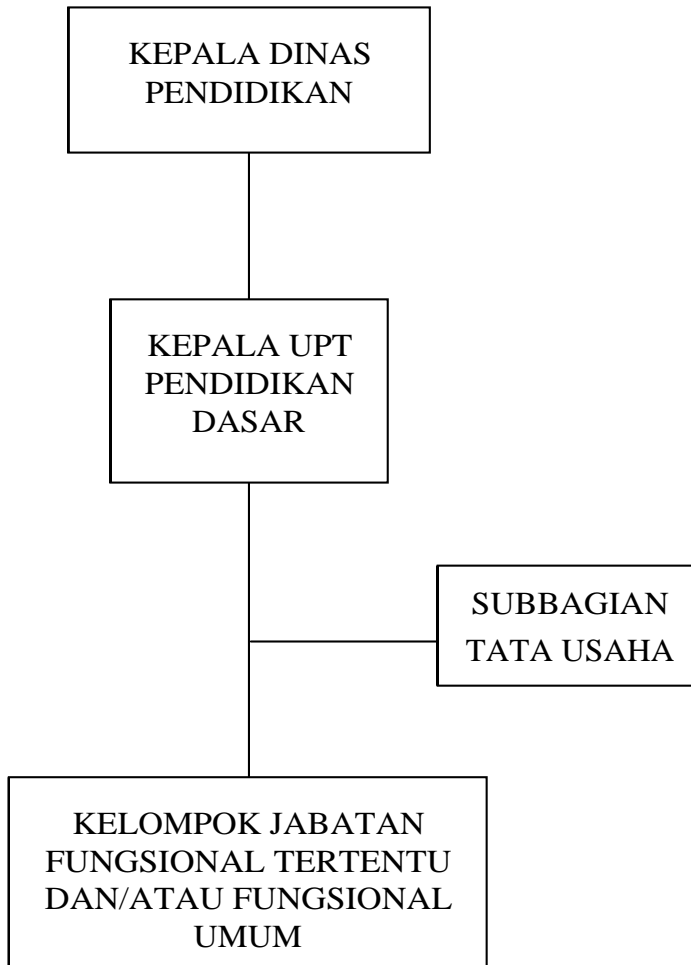 KEPALA DINAS
PENDIDIKAN
KEPALA UPT
PENDIDIKAN
DASAR
SUBBAGIAN
TATA USAHA
KELOMPOK JABATAN
FUNGSIONAL TERTENTU
DAN/ATAU FUNGSIONAL
UMUM